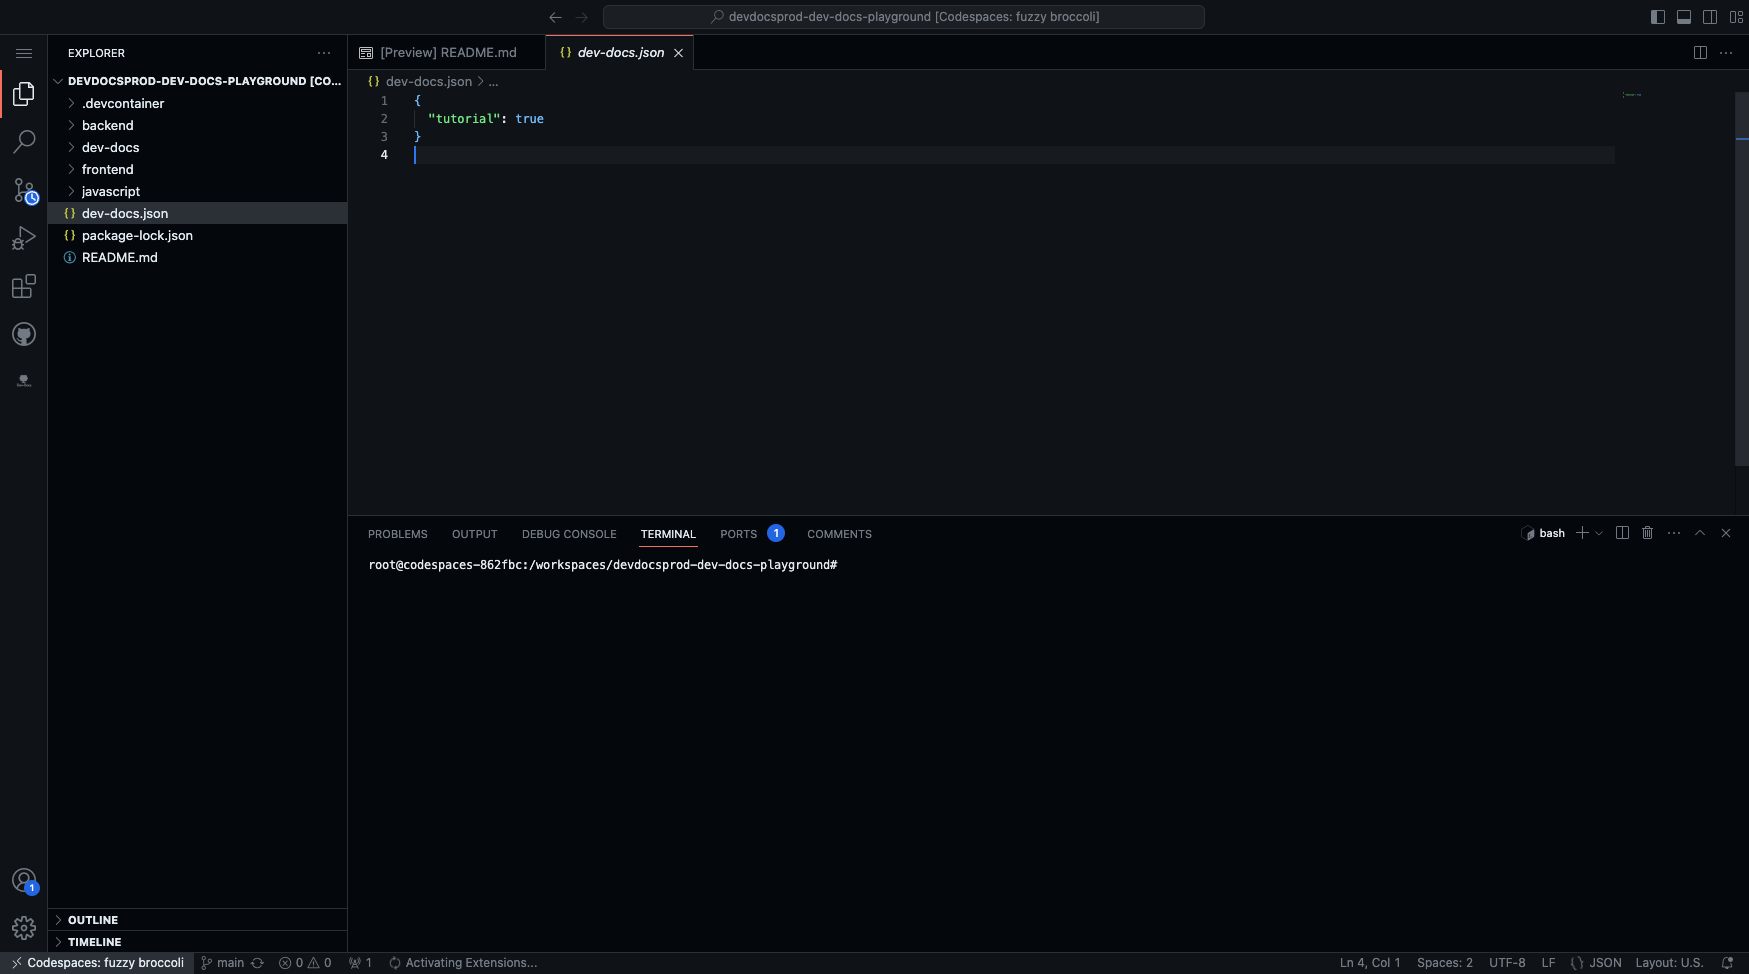 devdocsprod-dev-docs-playground [Codespaces: fuzzy broccoli]
EXPLORER
DEVDOCSPROD-DEV-DOCS-PLAYGROUND [CO...
.devcontainer
backend
dev-docs
frontend
javascript
{} dev-docs.json
{} package-lock.json
README.md
[Preview] README.md
{} dev-docs.json
{} dev-docs.json > ...
1 {
2 "tutorial": true
3 }
4
PROBLEMS OUTPUT DEBUG CONSOLE TERMINAL PORTS 1 COMMENTS
bash
root@codespaces-862fbc:/workspaces/devdocsprod-dev-docs-playground#
1
OUTLINE
TIMELINE
Codespaces: fuzzy broccoli main 0 0 1 Activating Extensions... Ln 4, Col 1 Spaces: 2 UTF-8 LF {} JSON Layout: U.S.